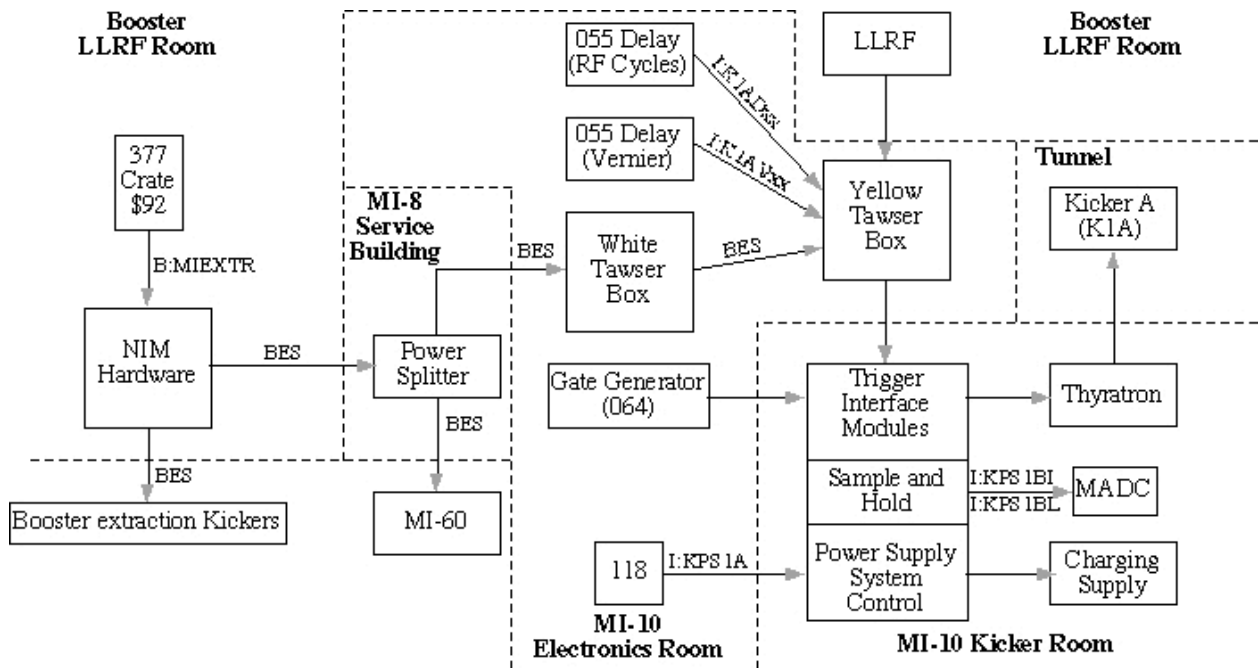 Booster
LLRF Room
055 Delay
(RF Cycles)
LLRF
Booster
LLRF Room
I:K1ADxx
377
Crate
$92
055 Delay
(Vernier)
I:K1AVxx
Yellow
Tawser
Box
Tunnel
Kicker A
(K1A)
MI-8
Service
Building
B:MIEXTR
BES
White
Tawser
Box
BES
NIM
Hardware
BES
Power
Splitter
Gate Generator
(064)
Trigger
Interface
Modules
Thyratron
BES
BES
Booster extraction Kickers
MI-60
Sample and
Hold
I:KPS1BI
I:KPS1BL
MADC
118
I:KPS1A
Power Supply
System
Control
Charging
Supply
MI-10
Electronics Room
MI-10 Kicker Room